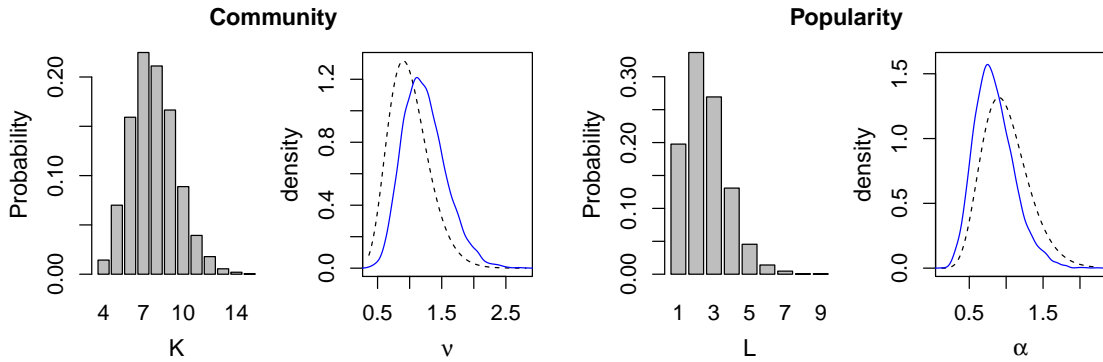 Community
Popularity
Probability
0.00 0.10 0.20
4 7 10 14
K
density
0.0 0.4 0.8 1.2
0.5 1.5 2.5
ν
Probability
0.00 0.10 0.20 0.30
1 3 5 7 9
L
density
0.0 0.5 1.0 1.5
0.5 1.5
α